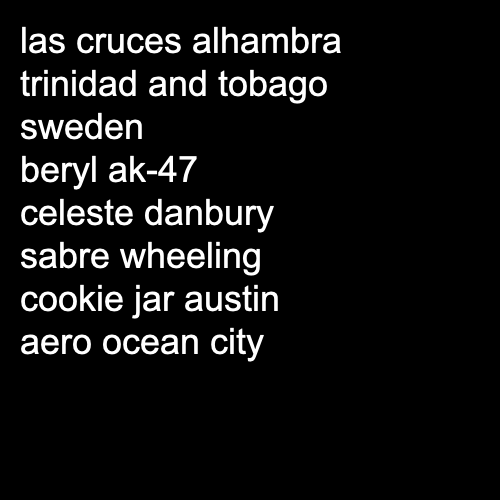 las cruces alhambra
trinidad and tobago
sweden
beryl ak-47
celeste danbury
sabre wheeling
cookie jar austin
aero ocean city